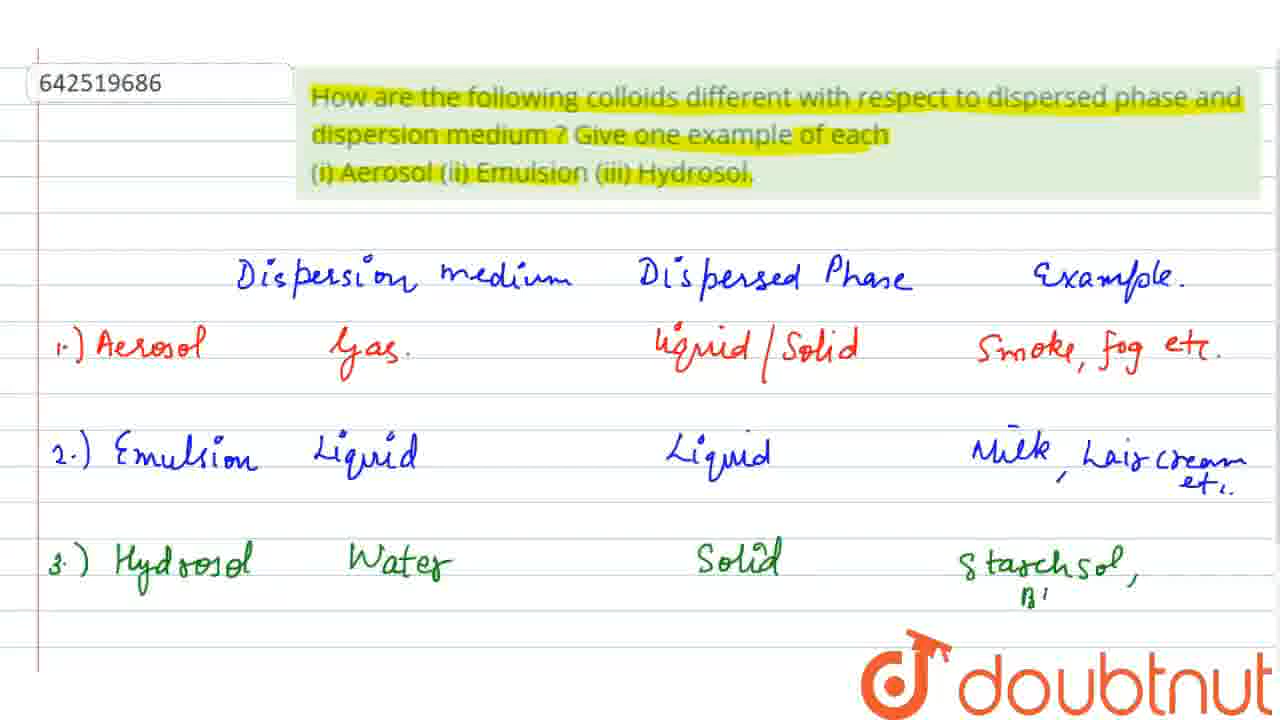 642519686
How are the following colloids different with respect to dispersed phase and
dispersion medium ? Give one example of each
(i) Aerosol (ii) Emulsion (iii) Hydrosol.
Dispersion medium Dispersed Phase Example.
1.) Aerosol Gas. Liquid/Solid Smoke, fog etc.
2.) Emulsion Liquid Liquid Milk, hair cream
etc.
3.) Hydrosol Water Solid Starch sol,
doubtnut